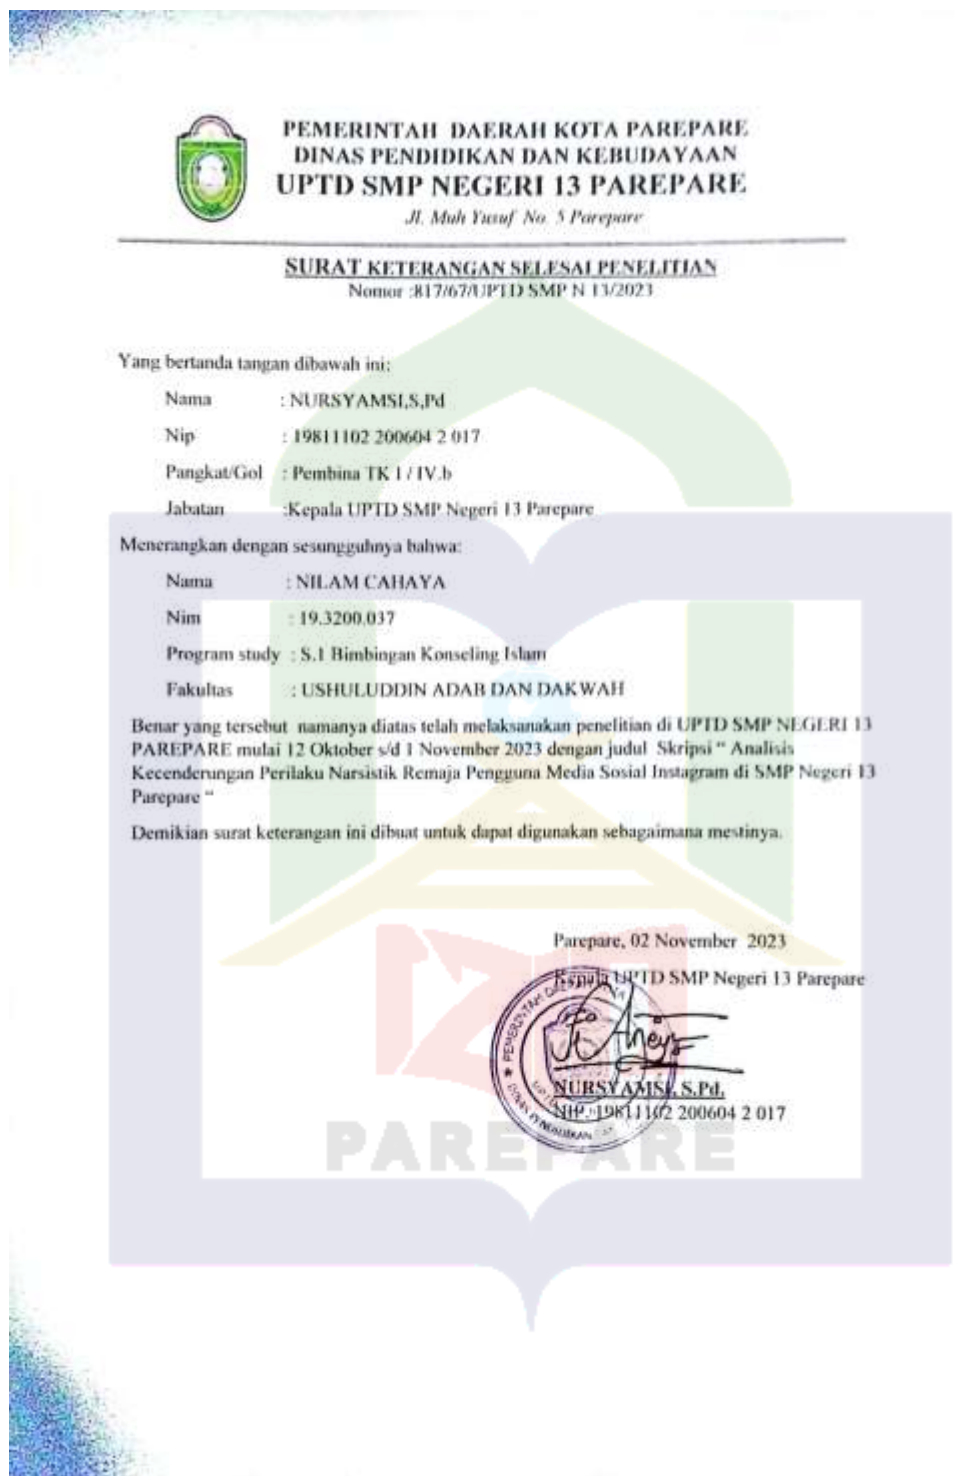 PEMERINTAH DAERAH KOTA PAREPARE
DINAS PENDIDIKAN DAN KEBUDAYAAN
UPTD SMP NEGERI 13 PAREPARE
Jl. Muh Yusuf No. 5 Parepare
SURAT KETERANGAN SELESAI PENELITIAN
Nomor :817/67/UPTD SMP N 13/2023
Yang bertanda tangan dibawah ini:
Nama : NURSYAMSI,S,Pd
Nip : 19811102 200604 2 017
Pangkat/Gol : Pembina TK I / IV.b
Jabatan :Kepala UPTD SMP Negeri 13 Parepare
Menerangkan dengan sesungguhnya bahwa:
Nama : NILAM CAHAYA
Nim : 19.3200.037
Program study : S.1 Bimbingan Konseling Islam
Fakultas : USHULUDDIN ADAB DAN DAKWAH
Benar yang tersebut namanya diatas telah melaksanakan penelitian di UPTD SMP NEGERI 13
PAREPARE mulai 12 Oktober s/d 1 November 2023 dengan judul Skripsi “ Analisis
Kecenderungan Perilaku Narsistik Remaja Pengguna Media Sosial Instagram di SMP Negeri 13
Parepare “
Demikian surat keterangan ini dibuat untuk dapat digunakan sebagaimana mestinya.
Parepare, 02 November 2023
Kepala UPTD SMP Negeri 13 Parepare
PEMERINTAH DAERAH
DINAS PENDIDIKAN
NURSYAMSI, S.Pd,
NIP. 19811102 200604 2 017
PAREPARE